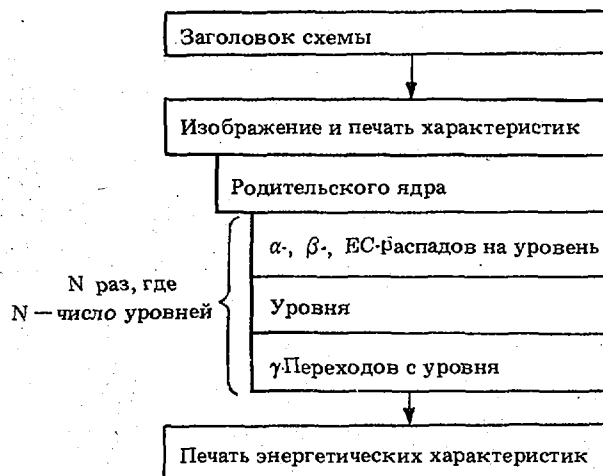 Заголовок схемы
Изображение и печать характеристик
Родительского ядра
α-, β-, ЕС-распадов на уровень
N раз, где
N — число уровней
Уровня
γ-Переходов с уровня
Печать энергетических характеристик